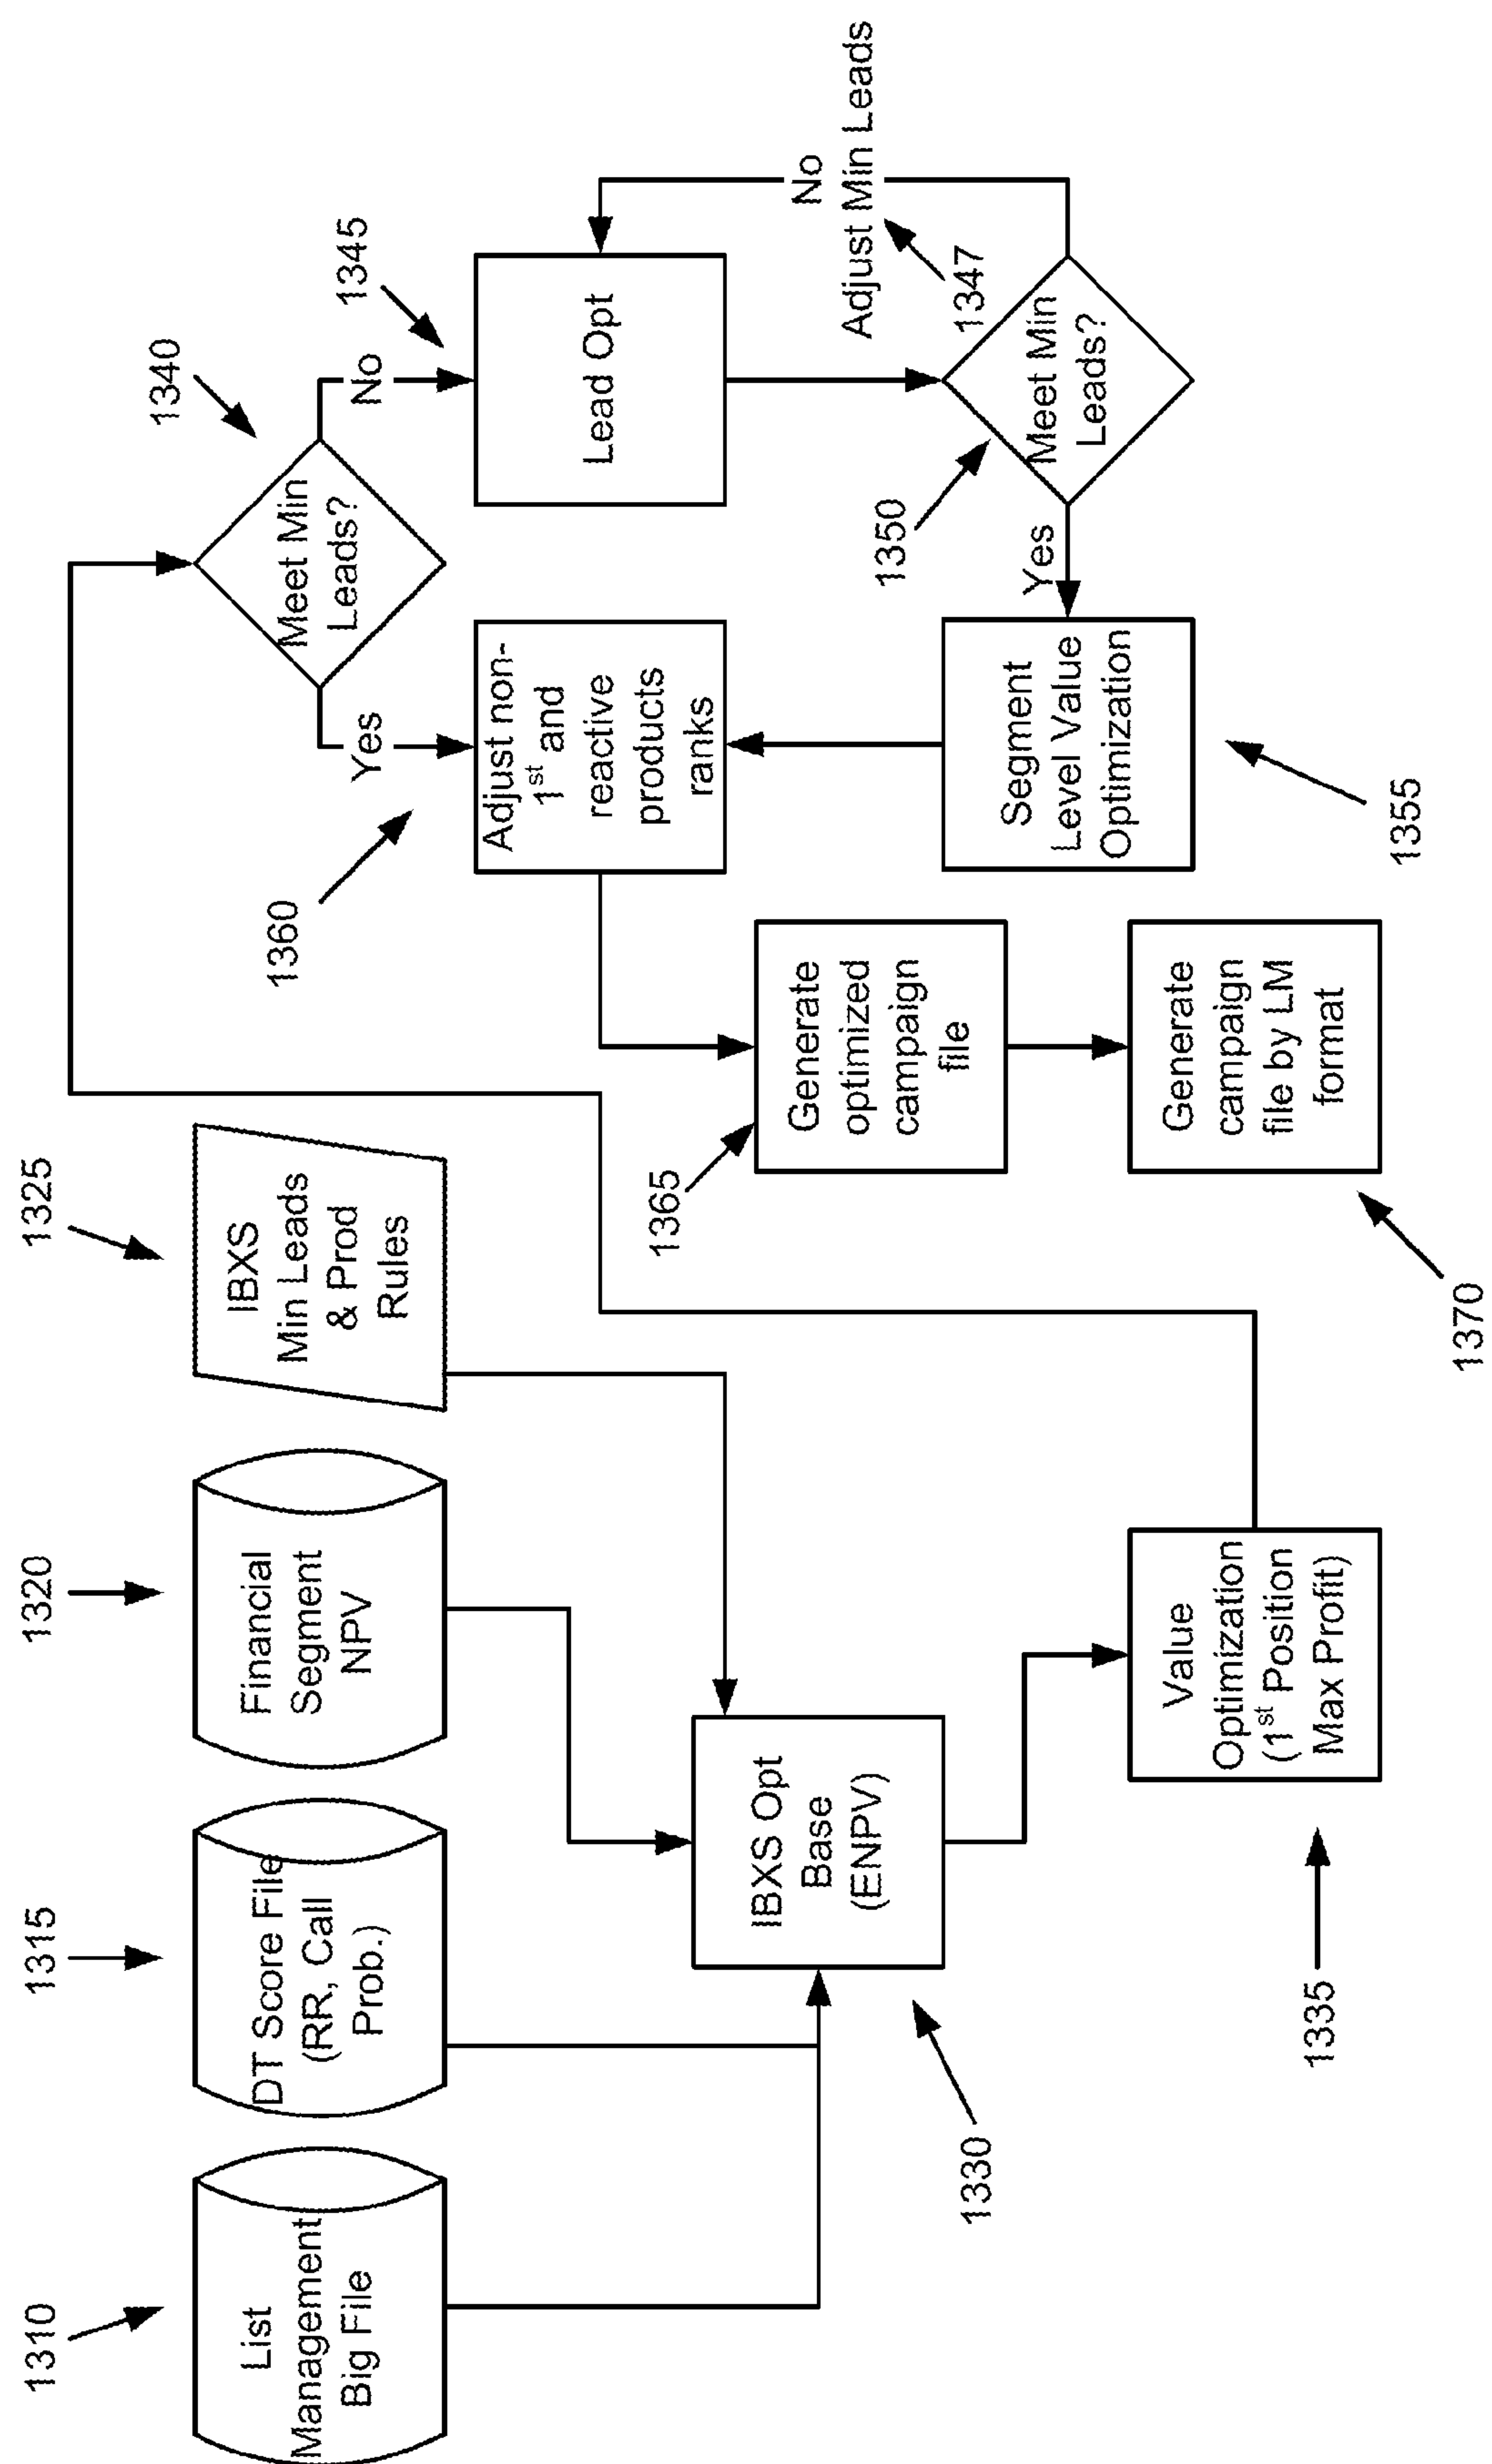 1310
List
Management
Big File
1315
DT Score File
(RR, Call
Prob.)
1320
Financial
Segment
NPV
1325
IBXS
Min Leads
& Prod
Rules
1330
IBXS Opt
Base
(ENPV)
1335
Value
Optimization
(1st Position
Max Profit)
1340
Meet Min
Leads?
Yes
No
1345
Lead Opt
No
Adjust Min Leads
1347
1350
Meet Min
Leads?
Yes
1355
Segment
Level Value
Optimization
1360
Adjust non-
1st and
reactive
products
ranks
1365
Generate
optimized
campaign
file
1370
Generate
campaign
file by LM
format